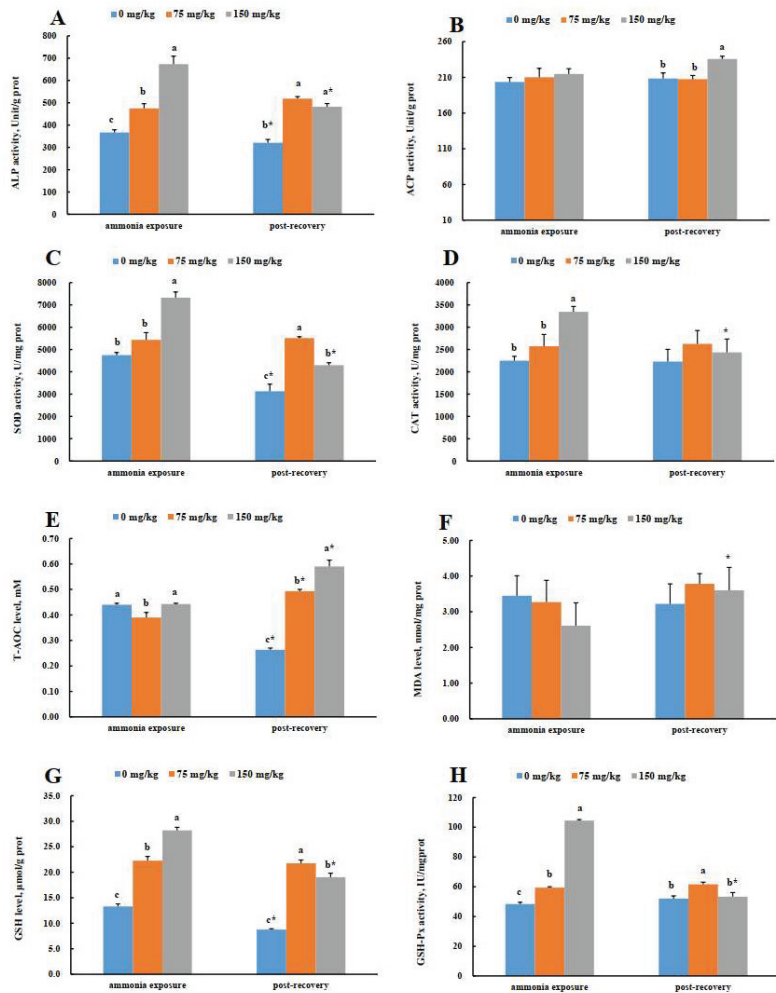 A
0 mg/kg 75 mg/kg 150 mg/kg
ALP activity, Unit/g prot
800
700
600
500
400
300
200
100
0
c b a b* a a*
ammonia exposure post-recovery
B
0 mg/kg 75 mg/kg 150 mg/kg
ACP activity, Unit/g prot
260
210
160
110
60
10
b b a
ammonia exposure post-recovery
C
0 mg/kg 75 mg/kg 150 mg/kg
SOD activity, U/mg prot
8000
7000
6000
5000
4000
3000
2000
1000
0
b b a c* a b*
ammonia exposure post-recovery
D
0 mg/kg 75 mg/kg 150 mg/kg
CAT activity, U/mg prot
4000
3500
3000
2500
2000
1500
1000
500
0
b b a *
ammonia exposure post-recovery
E
0 mg/kg 75 mg/kg 150 mg/kg
T-AOC level, mM
0.70
0.60
0.50
0.40
0.30
0.20
0.10
0.00
a b a c* b* a*
ammonia exposure post-recovery
F
0 mg/kg 75 mg/kg 150 mg/kg
MDA level, nmol/mg prot
5.00
4.00
3.00
2.00
1.00
0.00
*
ammonia exposure post-recovery
G
0 mg/kg 75 mg/kg 150 mg/kg
GSH level, μmol/g prot
35.0
30.0
25.0
20.0
15.0
10.0
5.0
0.0
c b a c* a b*
ammonia exposure post-recovery
H
0 mg/kg 75 mg/kg 150 mg/kg
GSH-Px activity, IU/mgprot
120
100
80
60
40
20
0
c b a b a b*
ammonia exposure post-recovery